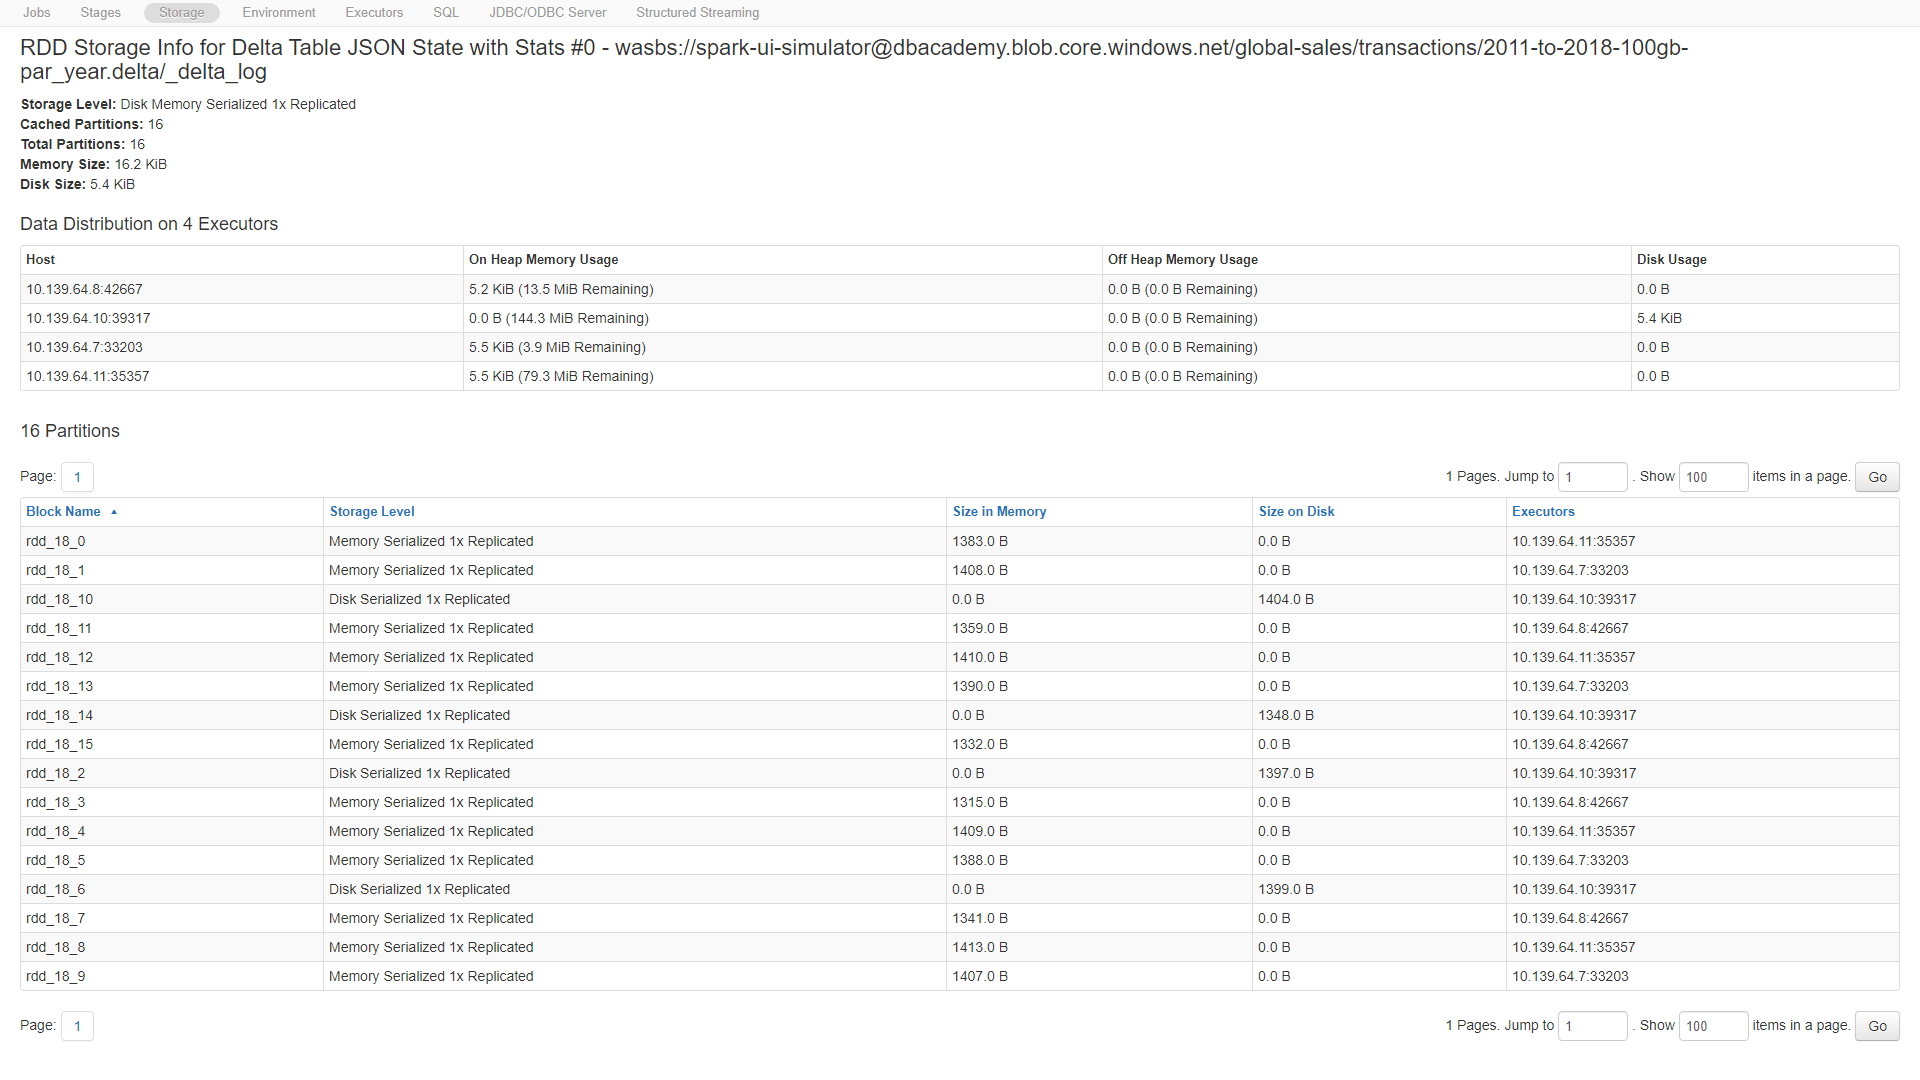 Jobs Stages Storage Environment Executors SQL JDBC/ODBC Server Structured Streaming
RDD Storage Info for Delta Table JSON State with Stats #0 - wasbs://spark-ui-simulator@dbacademy.blob.core.windows.net/global-sales/transactions/2011-to-2018-100gb-
par_year.delta/_delta_log
Storage Level: Disk Memory Serialized 1x Replicated
Cached Partitions: 16
Total Partitions: 16
Memory Size: 16.2 KiB
Disk Size: 5.4 KiB
Data Distribution on 4 Executors
Host On Heap Memory Usage Off Heap Memory Usage Disk Usage
10.139.64.8:42667 5.2 KiB (13.5 MiB Remaining) 0.0 B (0.0 B Remaining) 0.0 B
10.139.64.10:39317 0.0 B (144.3 MiB Remaining) 0.0 B (0.0 B Remaining) 5.4 KiB
10.139.64.7:33203 5.5 KiB (3.9 MiB Remaining) 0.0 B (0.0 B Remaining) 0.0 B
10.139.64.11:35357 5.5 KiB (79.3 MiB Remaining) 0.0 B (0.0 B Remaining) 0.0 B
16 Partitions
Page: 1 1 Pages. Jump to 1 . Show 100 items in a page. Go
Block Name ▴ Storage Level Size in Memory Size on Disk Executors
rdd_18_0 Memory Serialized 1x Replicated 1383.0 B 0.0 B 10.139.64.11:35357
rdd_18_1 Memory Serialized 1x Replicated 1408.0 B 0.0 B 10.139.64.7:33203
rdd_18_10 Disk Serialized 1x Replicated 0.0 B 1404.0 B 10.139.64.10:39317
rdd_18_11 Memory Serialized 1x Replicated 1359.0 B 0.0 B 10.139.64.8:42667
rdd_18_12 Memory Serialized 1x Replicated 1410.0 B 0.0 B 10.139.64.11:35357
rdd_18_13 Memory Serialized 1x Replicated 1390.0 B 0.0 B 10.139.64.7:33203
rdd_18_14 Disk Serialized 1x Replicated 0.0 B 1348.0 B 10.139.64.10:39317
rdd_18_15 Memory Serialized 1x Replicated 1332.0 B 0.0 B 10.139.64.8:42667
rdd_18_2 Disk Serialized 1x Replicated 0.0 B 1397.0 B 10.139.64.10:39317
rdd_18_3 Memory Serialized 1x Replicated 1315.0 B 0.0 B 10.139.64.8:42667
rdd_18_4 Memory Serialized 1x Replicated 1409.0 B 0.0 B 10.139.64.11:35357
rdd_18_5 Memory Serialized 1x Replicated 1388.0 B 0.0 B 10.139.64.7:33203
rdd_18_6 Disk Serialized 1x Replicated 0.0 B 1399.0 B 10.139.64.10:39317
rdd_18_7 Memory Serialized 1x Replicated 1341.0 B 0.0 B 10.139.64.8:42667
rdd_18_8 Memory Serialized 1x Replicated 1413.0 B 0.0 B 10.139.64.11:35357
rdd_18_9 Memory Serialized 1x Replicated 1407.0 B 0.0 B 10.139.64.7:33203
Page: 1 1 Pages. Jump to 1 . Show 100 items in a page. Go